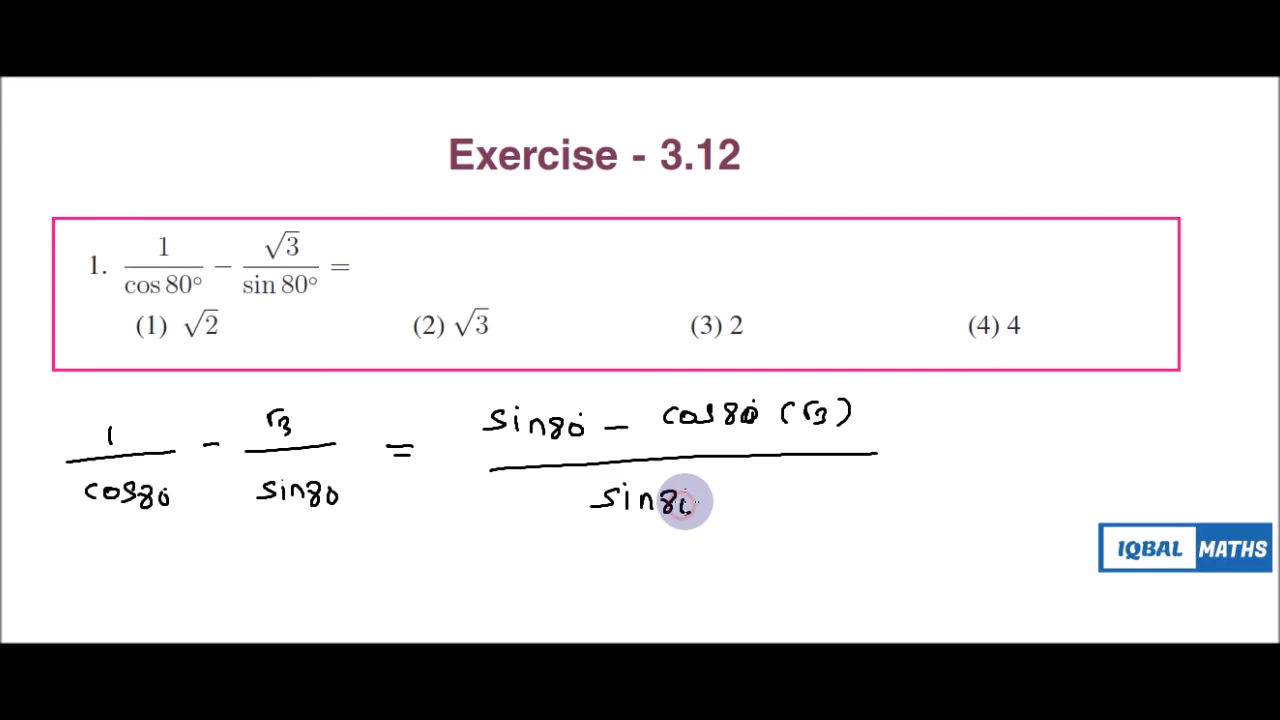 Exercise - 3.12
1. 1/cos 80° − √3/sin 80° =
(1) √2 (2) √3 (3) 2 (4) 4
1/cos80 − √3/sin80 = sin80 − cos80 (√3)/sin80
IQBAL MATHS